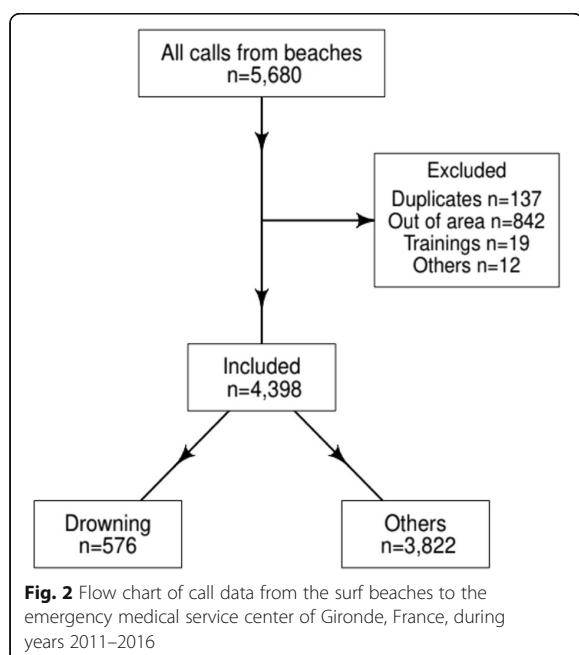 All calls from beaches
n=5,680
Excluded
Duplicates n=137
Out of area n=842
Trainings n=19
Others n=12
Included
n=4,398
Drowning
n=576
Others
n=3,822
Fig. 2 Flow chart of call data from the surf beaches to the
emergency medical service center of Gironde, France, during
years 2011–2016